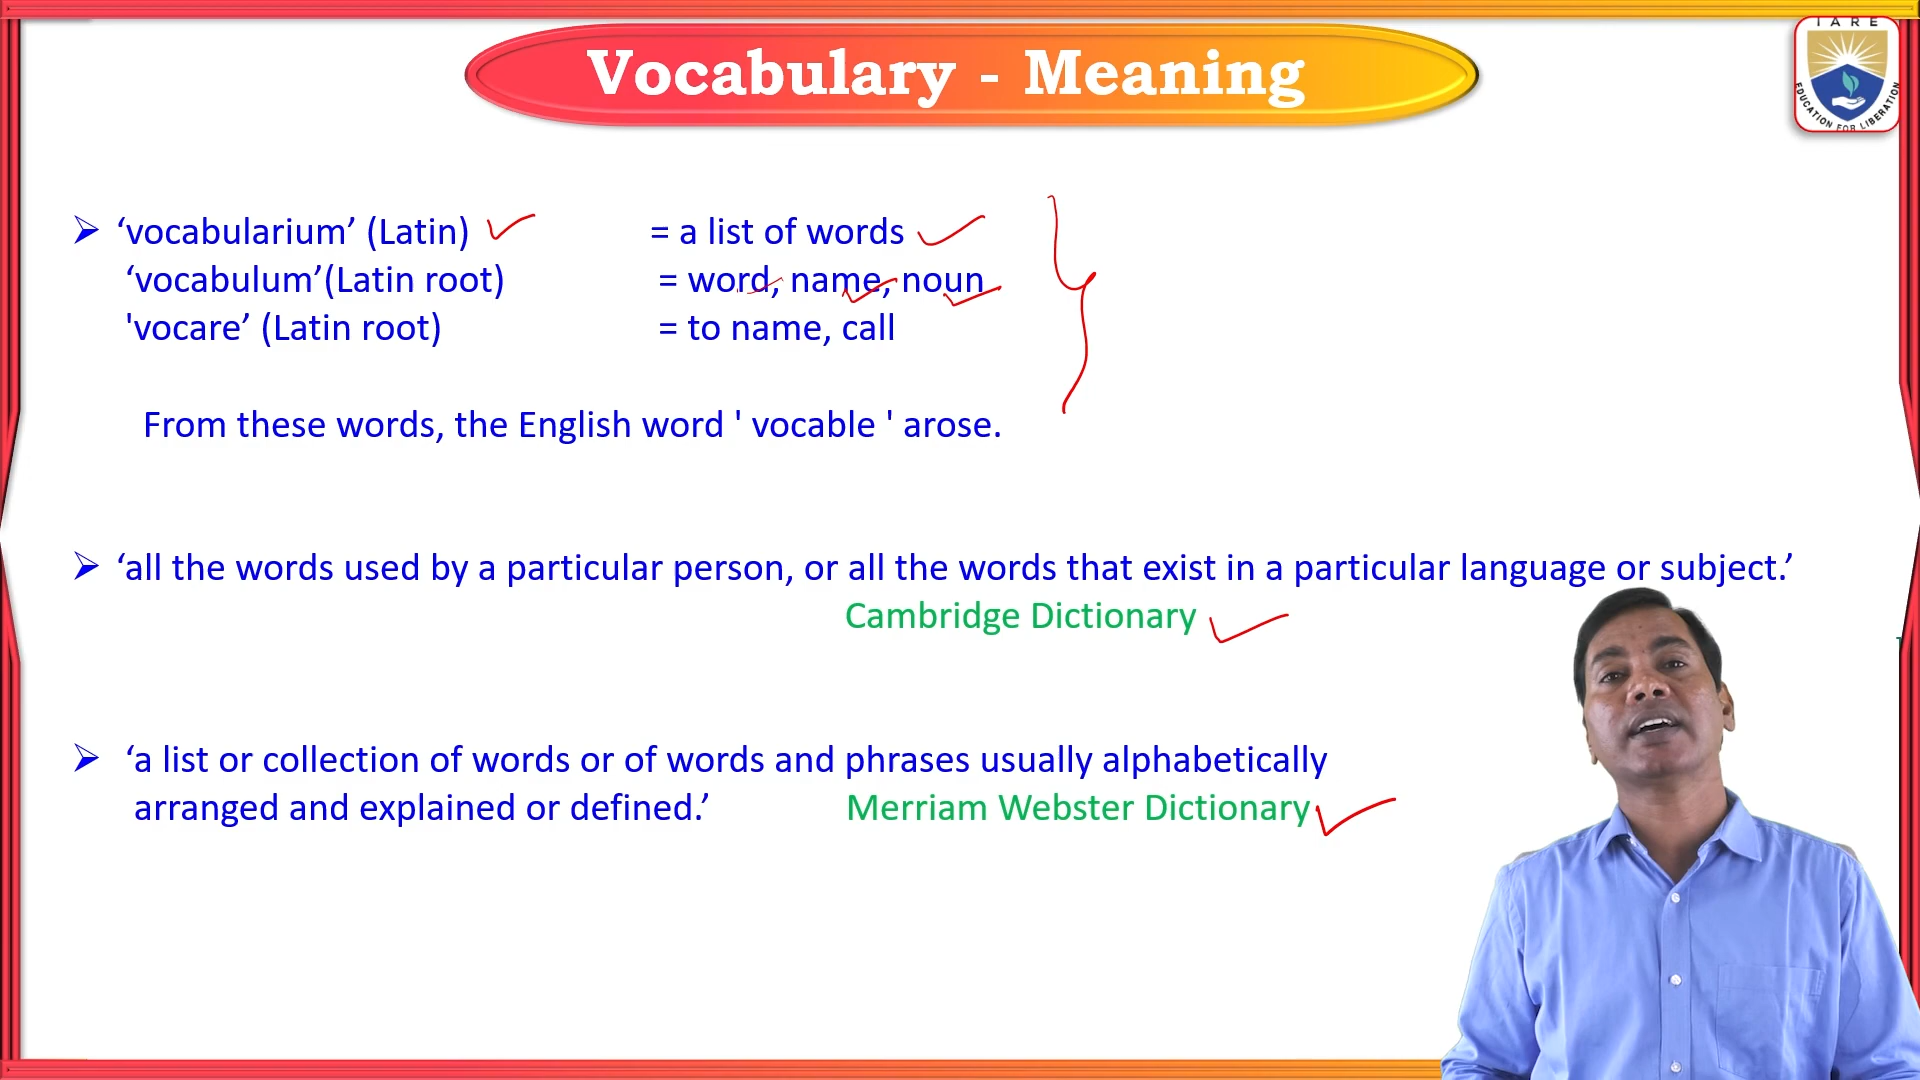 Vocabulary - Meaning
IARE
EDUCATION FOR LIBERATION
‘vocabularium’ (Latin) = a list of words
‘vocabulum’(Latin root) = word, name, noun
'vocare’ (Latin root) = to name, call
From these words, the English word ' vocable ' arose.
‘all the words used by a particular person, or all the words that exist in a particular language or subject.’
Cambridge Dictionary
‘a list or collection of words or of words and phrases usually alphabetically
arranged and explained or defined.’ Merriam Webster Dictionary